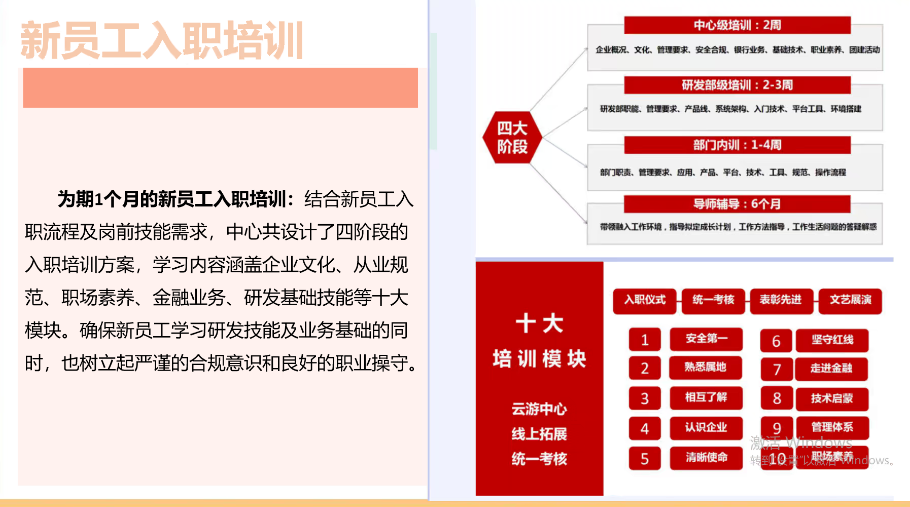 新员工入职培训
为期1个月的新员工入职培训：结合新员工入
职流程及岗前技能需求，中心共设计了四阶段的
入职培训方案，学习内容涵盖企业文化、从业规
范、职场素养、金融业务、研发基础技能等十大
模块。确保新员工学习研发技能及业务基础的同
时，也树立起严谨的合规意识和良好的职业操守。
四大
阶段
中心级培训：2周
企业概况、文化、管理要求、安全合规、银行业务、基础技术、职业素养、团建活动
研发部级培训：2-3周
研发部职能、管理要求、产品线、系统架构、入门技术、平台工具、环境搭建
部门内训：1-4周
部门职责、管理要求、应用、产品、平台、技术、工具、规范、操作流程
导师辅导：6个月
带领融入工作环境，指导拟定成长计划，工作方法指导，工作生活问题的答疑解惑
十大
培训模块
云游中心
线上拓展
统一考核
入职仪式 统一考核 表彰先进 文艺展演
1 安全第一 6 坚守红线
2 熟悉属地 7 走进金融
3 相互了解 8 技术启蒙
4 认识企业 9 管理体系
5 清晰使命 10 职场素养
激活 Windows
转到"设置"以激活 Windows。